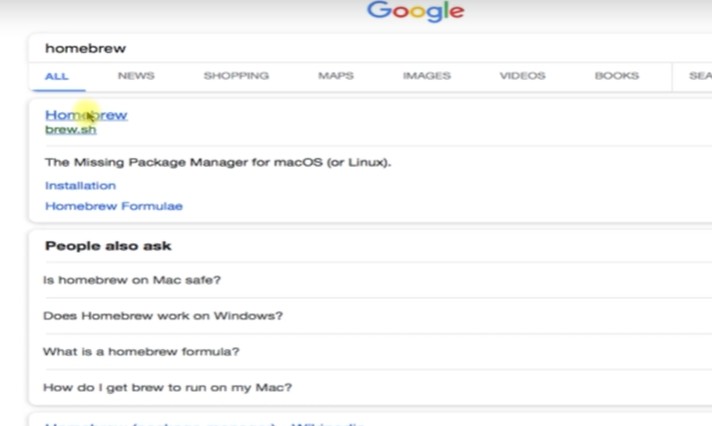 Google
homebrew
ALL NEWS SHOPPING MAPS IMAGES VIDEOS BOOKS SEA
Homebrew
brew.sh
The Missing Package Manager for macOS (or Linux).
Installation
Homebrew Formulae
People also ask
Is homebrew on Mac safe?
Does Homebrew work on Windows?
What is a homebrew formula?
How do I get brew to run on my Mac?